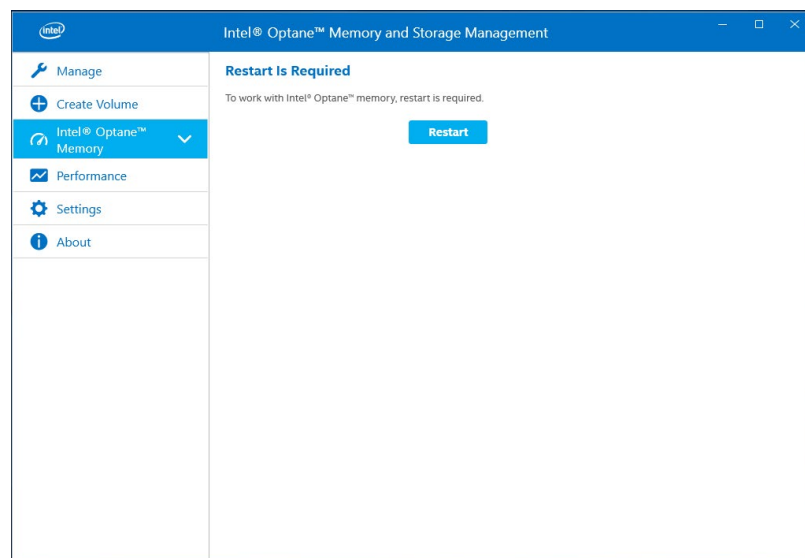 intel
Intel® Optane™ Memory and Storage Management
Manage
Create Volume
Intel® Optane™
Memory
Performance
Settings
About
Restart Is Required
To work with Intel® Optane™ memory, restart is required.
Restart